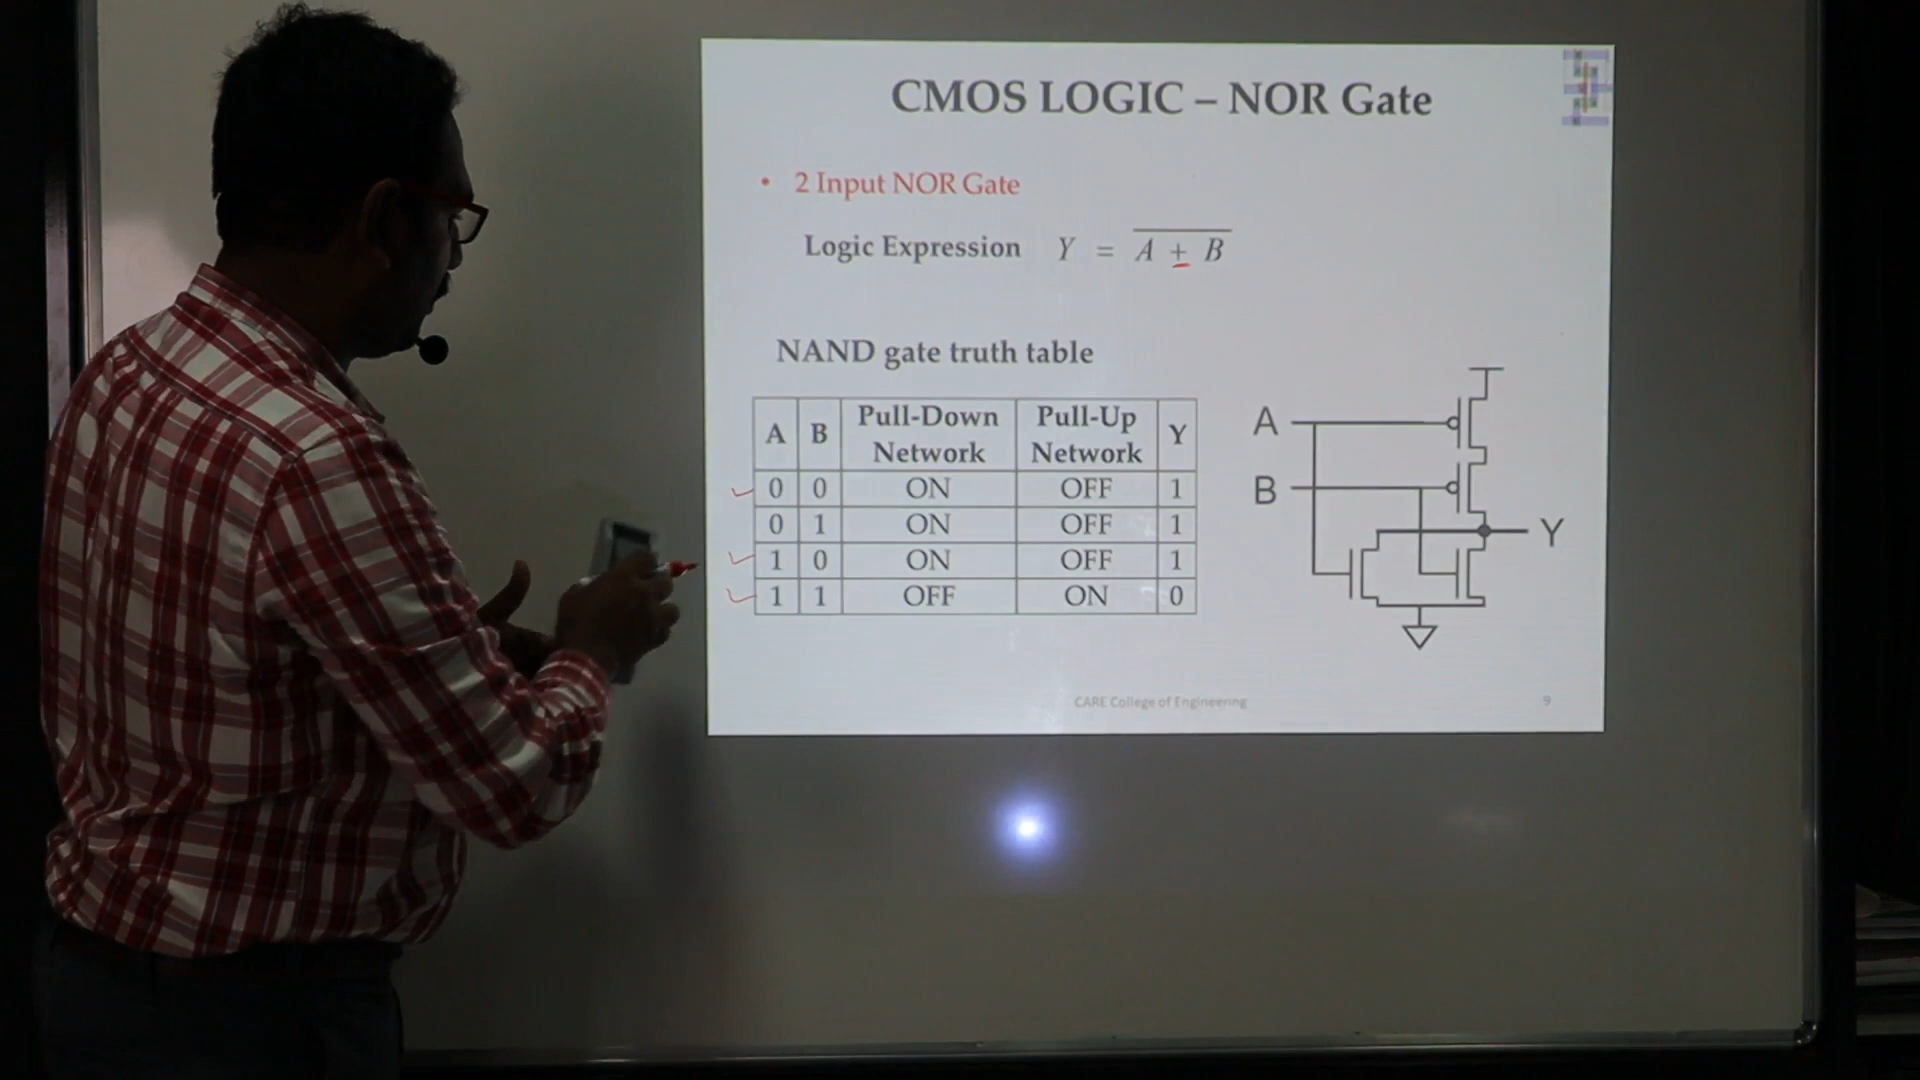 CMOS LOGIC – NOR Gate
• 2 Input NOR Gate
Logic Expression Y = \overline{A + B}
NAND gate truth table
A B Pull-Down Network Pull-Up Network Y
0 0 ON OFF 1
0 1 ON OFF 1
1 0 ON OFF 1
1 1 OFF ON 0
A
B
Y
CARE College of Engineering 9